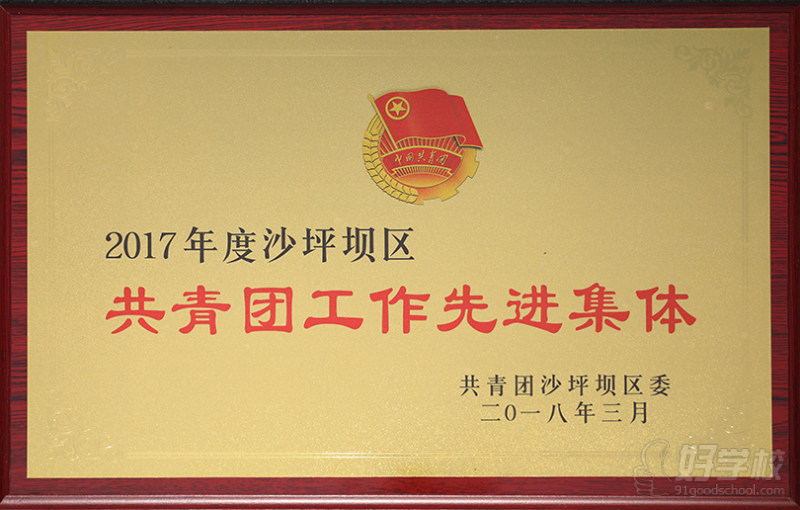 中国共青团
2017年度沙坪坝区
共青团工作先进集体
共青团沙坪坝区委
二〇一八年三月
好学校
91goodschool.com